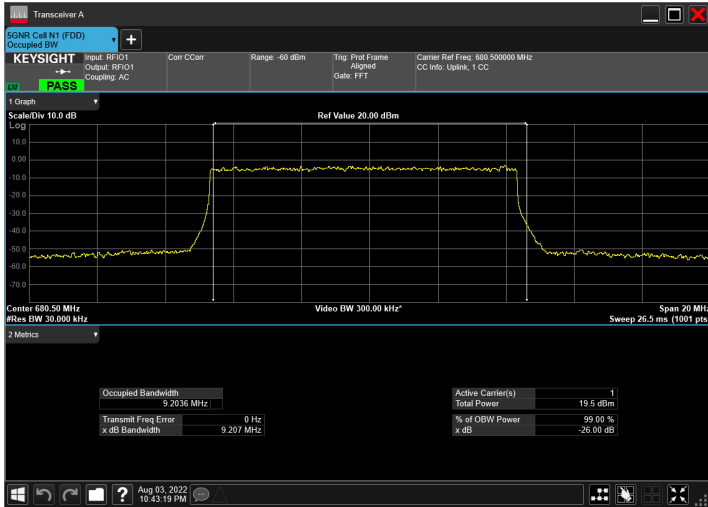 Transceiver A
5GNR Cell N1 (FDD)
Occupied BW
KEYSIGHT
LXI
PASS
Input: RFIO1
Output: RFIO1
Coupling: AC
Corr CCorr
Range: -60 dBm
Trig: Prot Frame
Aligned
Gate: FFT
Carrier Ref Freq: 680.500000 MHz
CC Info: Uplink, 1 CC
1 Graph
Scale/Div 10.0 dB
Ref Value 20.00 dBm
Log
10.0
0.00
-10.0
-20.0
-30.0
-40.0
-50.0
-60.0
-70.0
Center 680.50 MHz
Video BW 300.00 kHz*
Span 20 MHz
#Res BW 30.000 kHz
Sweep 26.5 ms (1001 pts
2 Metrics
Occupied Bandwidth
9.2036 MHz
Transmit Freq Error 0 Hz
x dB Bandwidth 9.207 MHz
Active Carrier(s) 1
Total Power 19.5 dBm
% of OBW Power 99.00 %
x dB -26.00 dB
?
Aug 03, 2022
10:43:19 PM